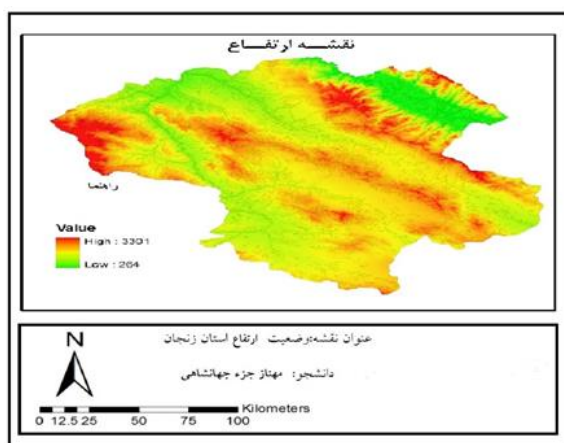 نقشه ارتفاع
راهنما
Value
High : 3301
Low : 264
عنوان نقشه:وضعیت ارتفاع استان زنجان
دانشجو: مهناز جزء جهانشاهی
N
Kilometers
0 12.5 25 50 75 100